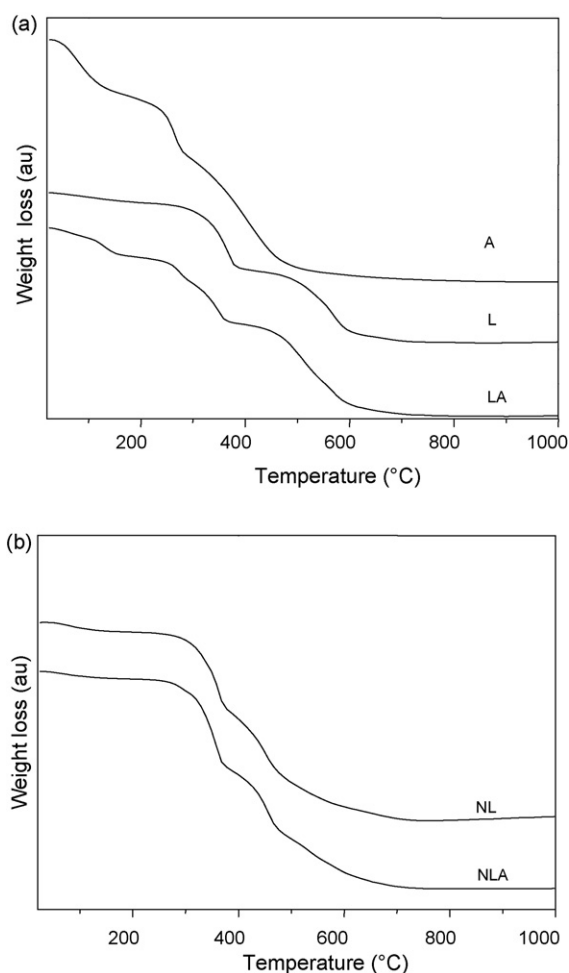 (a)
Weight loss (au)
A
L
LA
200 400 600 800 1000
Temperature (°C)
(b)
Weight loss (au)
NL
NLA
200 400 600 800 1000
Temperature (°C)